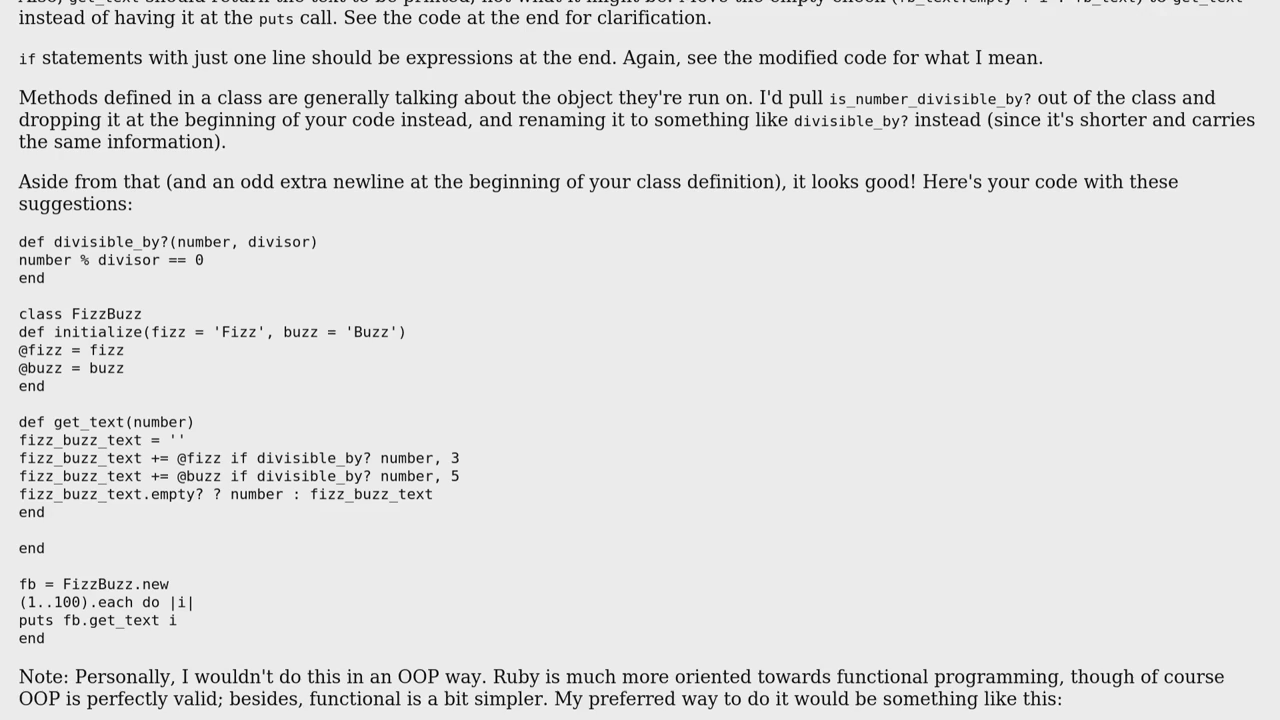 instead of having it at the puts call. See the code at the end for clarification.
if statements with just one line should be expressions at the end. Again, see the modified code for what I mean.
Methods defined in a class are generally talking about the object they're run on. I'd pull is_number_divisible_by? out of the class and
dropping it at the beginning of your code instead, and renaming it to something like divisible_by? instead (since it's shorter and carries
the same information).
Aside from that (and an odd extra newline at the beginning of your class definition), it looks good! Here's your code with these
suggestions:
def divisible_by?(number, divisor)
number % divisor == 0
end
class FizzBuzz
def initialize(fizz = 'Fizz', buzz = 'Buzz')
@fizz = fizz
@buzz = buzz
end
def get_text(number)
fizz_buzz_text = ''
fizz_buzz_text += @fizz if divisible_by? number, 3
fizz_buzz_text += @buzz if divisible_by? number, 5
fizz_buzz_text.empty? ? number : fizz_buzz_text
end
end
fb = FizzBuzz.new
(1..100).each do |i|
puts fb.get_text i
end
Note: Personally, I wouldn't do this in an OOP way. Ruby is much more oriented towards functional programming, though of course
OOP is perfectly valid; besides, functional is a bit simpler. My preferred way to do it would be something like this: